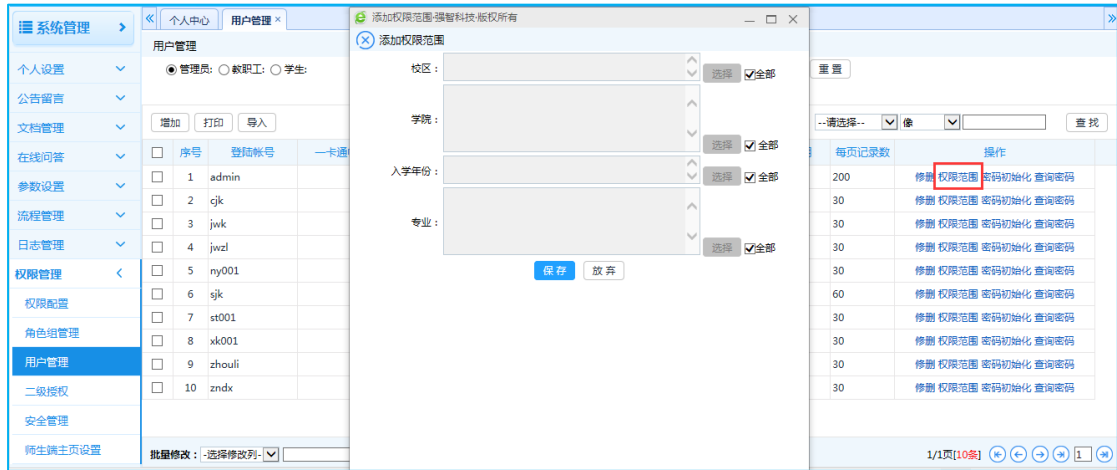 系统管理
个人设置
公告留言
文档管理
在线问答
参数设置
流程管理
日志管理
权限管理
权限配置
角色组管理
用户管理
二级授权
安全管理
师生端主页设置
个人中心 用户管理×
用户管理
管理员: 教职工: 学生: 重置
增加 打印 导入 --请选择-- 像 查找
序号 登陆帐号 一卡通 每页记录数 操作
1 admin 200 修删 权限范围 密码初始化 查询密码
2 cjk 30 修删 权限范围 密码初始化 查询密码
3 jwk 30 修删 权限范围 密码初始化 查询密码
4 jwzl 30 修删 权限范围 密码初始化 查询密码
5 ny001 30 修删 权限范围 密码初始化 查询密码
6 sjk 60 修删 权限范围 密码初始化 查询密码
7 st001 30 修删 权限范围 密码初始化 查询密码
8 xk001 30 修删 权限范围 密码初始化 查询密码
9 zhouli 30 修删 权限范围 密码初始化 查询密码
10 zndx 30 修删 权限范围 密码初始化 查询密码
批量修改：-选择修改列- 1/1页[10条] 1
添加权限范围-强智科技-版权所有
添加权限范围
校区： 选择 全部
学院： 选择 全部
入学年份： 选择 全部
专业： 选择 全部
保存 放弃